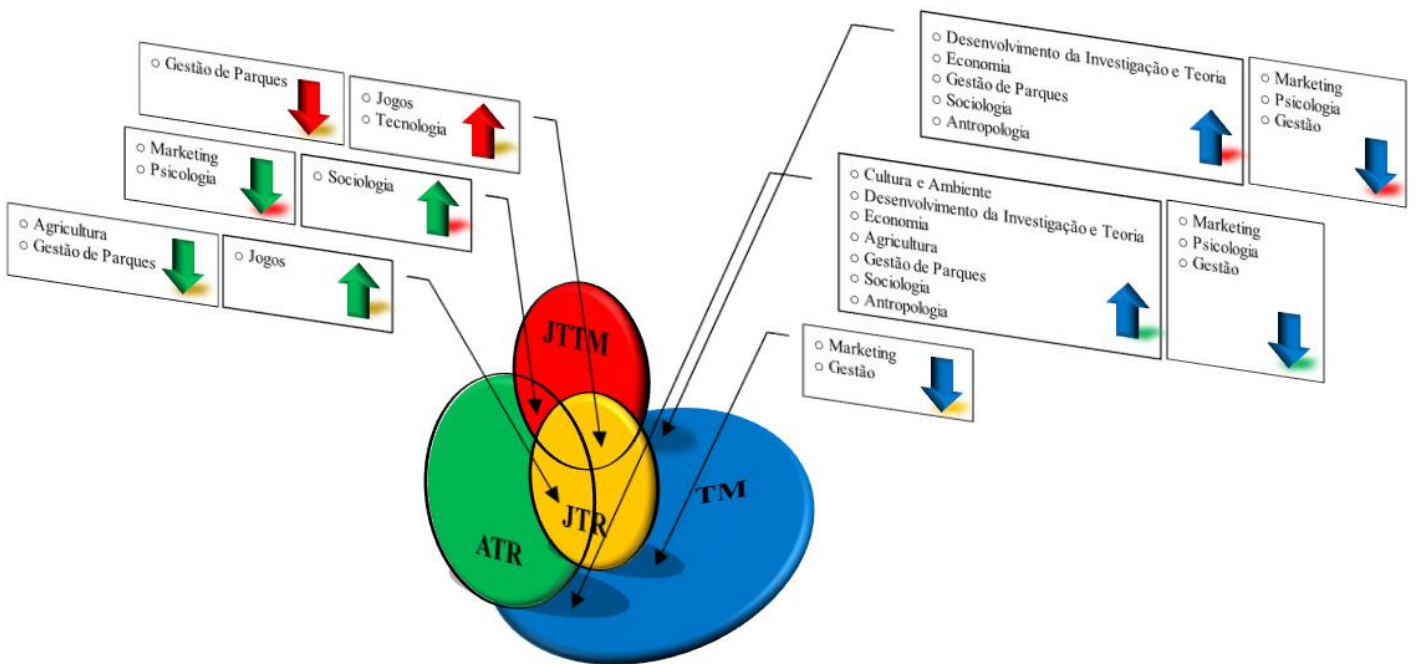 Gestão de Parques
Jogos
Tecnologia
Marketing
Psicologia
Sociologia
Agricultura
Gestão de Parques
Jogos
Desenvolvimento da Investigação e Teoria
Economia
Gestão de Parques
Sociologia
Antropologia
Marketing
Psicologia
Gestão
Cultura e Ambiente
Desenvolvimento da Investigação e Teoria
Economia
Agricultura
Gestão de Parques
Sociologia
Antropologia
Marketing
Psicologia
Gestão
Marketing
Gestão
JTTM
TM
JTR
ATR